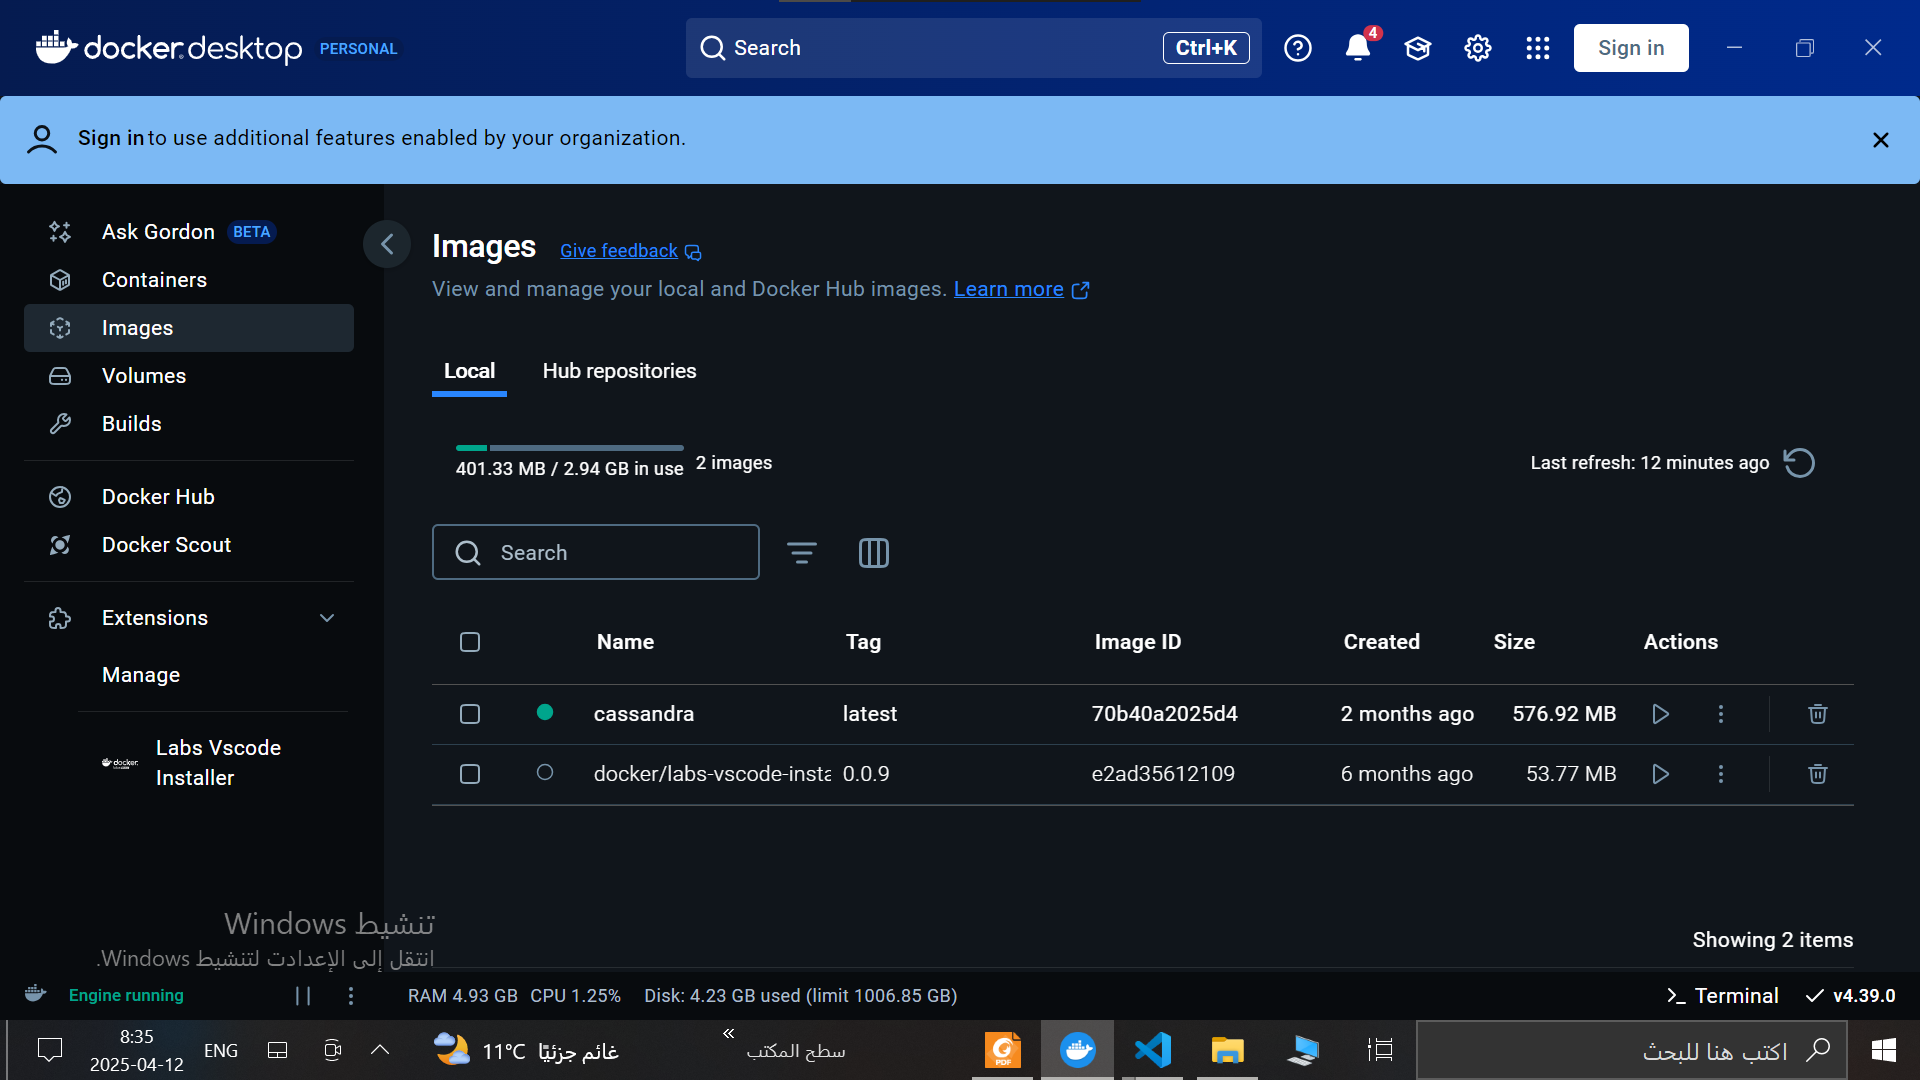 docker desktop PERSONAL
Search Ctrl+K
4
Sign in
Sign in to use additional features enabled by your organization.
Ask Gordon BETA
Containers
Images
Volumes
Builds
Docker Hub
Docker Scout
Extensions
Manage
docker
Labs Vscode
Installer
Images Give feedback
View and manage your local and Docker Hub images. Learn more
Local Hub repositories
401.33 MB / 2.94 GB in use 2 images
Last refresh: 12 minutes ago
Search
Name Tag Image ID Created Size Actions
cassandra latest 70b40a2025d4 2 months ago 576.92 MB
docker/labs-vscode-insta 0.0.9 e2ad35612109 6 months ago 53.77 MB
Showing 2 items
تنشيط Windows
انتقل إلى الإعدادت لتنشيط Windows.
Engine running RAM 4.93 GB CPU 1.25% Disk: 4.23 GB used (limit 1006.85 GB) Terminal v4.39.0
8:35
2025-04-12
ENG
11°C غائم جزئيًا
سطح المكتب
PDF
اكتب هنا للبحث